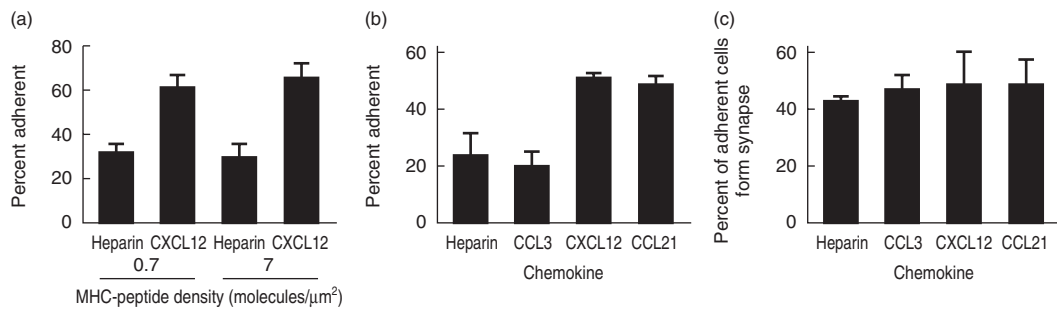 (a)
Percent adherent
80
60
40
20
0
Heparin CXCL12 Heparin CXCL12
0.7 7
MHC-peptide density (molecules/μm²)
(b)
Percent adherent
60
40
20
0
Heparin CCL3 CXCL12 CCL21
Chemokine
(c)
Percent of adherent cells
form synapse
60
40
20
0
Heparin CCL3 CXCL12 CCL21
Chemokine